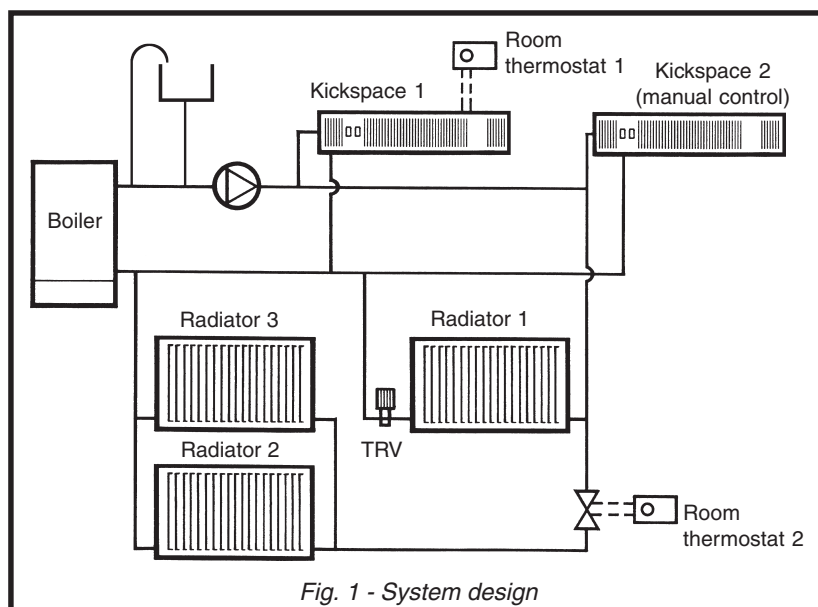 Room
thermostat 1
Kickspace 1
Kickspace 2
(manual control)
Boiler
Radiator 3
Radiator 1
TRV
Radiator 2
Room
thermostat 2
Fig. 1 - System design